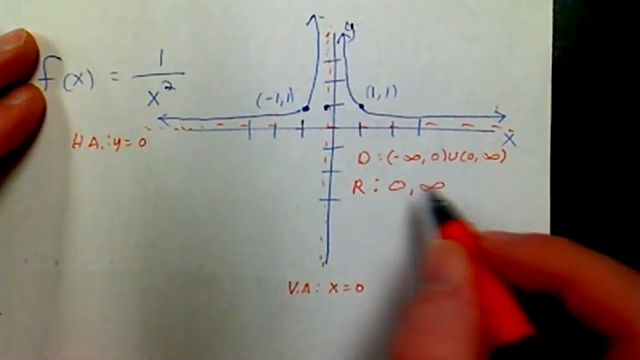 f(x) = 1/x²
y
(-1,1)
(1,1)
x
H.A.: y=0
D: (-∞, 0)∪(0, ∞)
R: 0, ∞
V.A: x=0